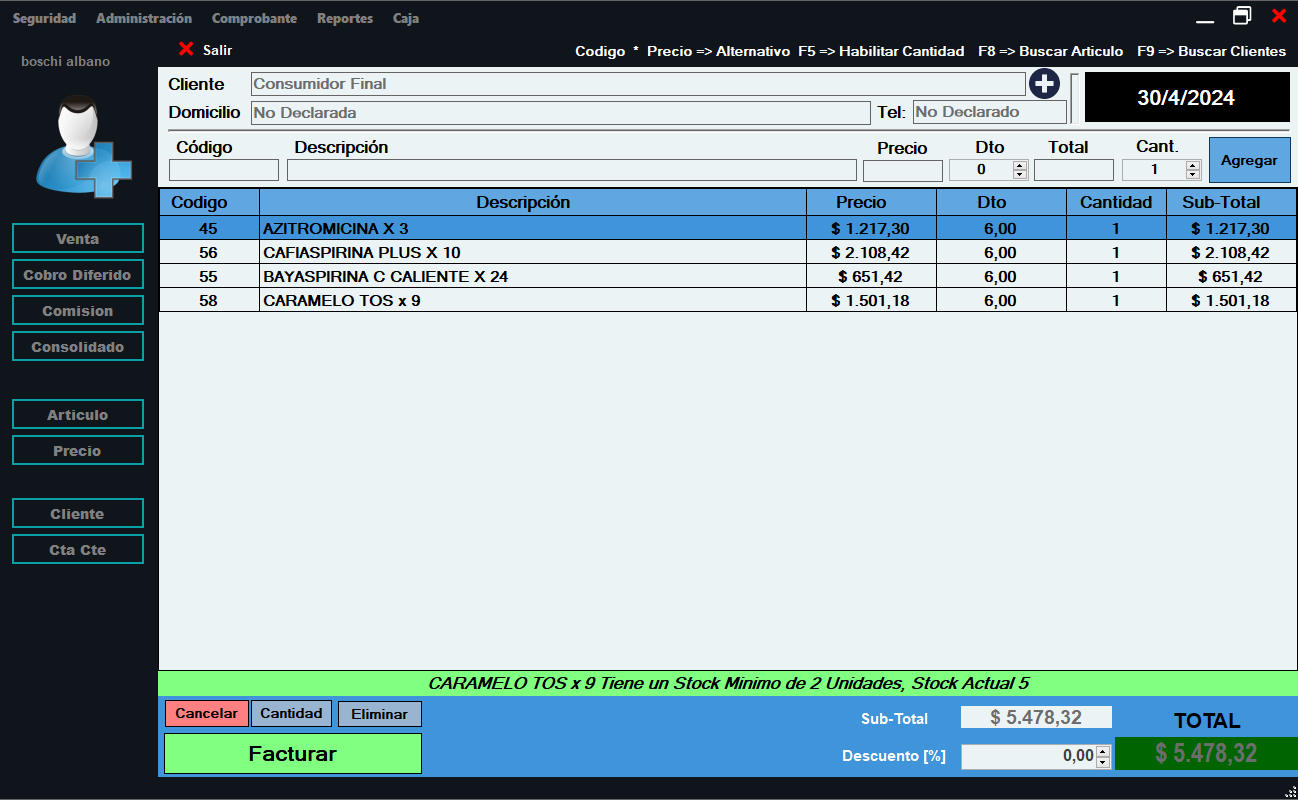 Seguridad Administración Comprobante Reportes Caja
boschi albano
Salir
Codigo * Precio => Alternativo F5 => Habilitar Cantidad F8 => Buscar Articulo F9 => Buscar Clientes
Cliente Consumidor Final
30/4/2024
Domicilio No Declarada Tel: No Declarado
Código Descripción Precio Dto Total Cant.
0 1 Agregar
Codigo Descripción Precio Dto Cantidad Sub-Total
45 AZITROMICINA X 3 $ 1.217,30 6,00 1 $ 1.217,30
56 CAFIASPIRINA PLUS X 10 $ 2.108,42 6,00 1 $ 2.108,42
55 BAYASPIRINA C CALIENTE X 24 $ 651,42 6,00 1 $ 651,42
58 CARAMELO TOS x 9 $ 1.501,18 6,00 1 $ 1.501,18
Venta
Cobro Diferido
Comision
Consolidado
Articulo
Precio
Cliente
Cta Cte
CARAMELO TOS x 9 Tiene un Stock Minimo de 2 Unidades, Stock Actual 5
Cancelar Cantidad Eliminar
Sub-Total $ 5.478,32 TOTAL
Facturar
Descuento [%] 0,00 $ 5.478,32